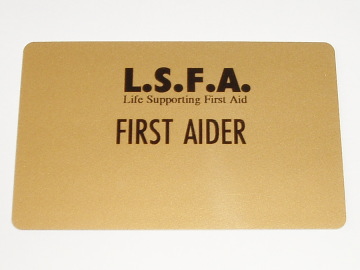 L.S.F.A.
Life Supporting First Aid
FIRST AIDER